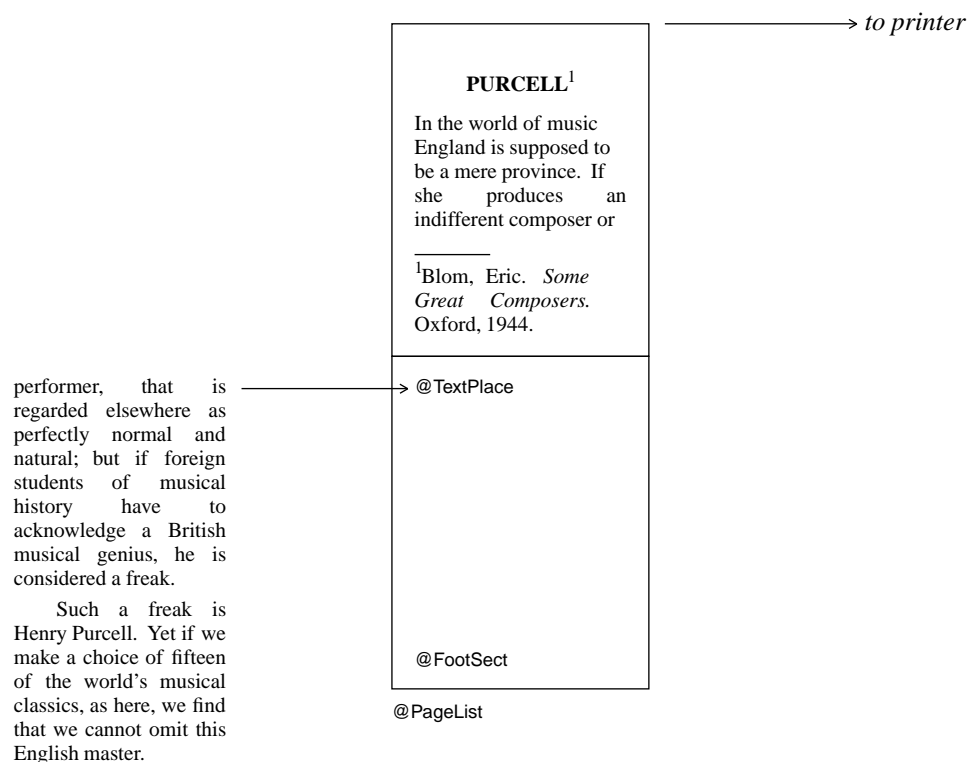 to printer
PURCELL1
In the world of music
England is supposed to
be a mere province. If
she produces an
indifferent composer or
1Blom, Eric. Some
Great Composers.
Oxford, 1944.
performer, that is
regarded elsewhere as
perfectly normal and
natural; but if foreign
students of musical
history have to
acknowledge a British
musical genius, he is
considered a freak.
Such a freak is
Henry Purcell. Yet if we
make a choice of fifteen
of the world's musical
classics, as here, we find
that we cannot omit this
English master.
@TextPlace
@FootSect
@PageList